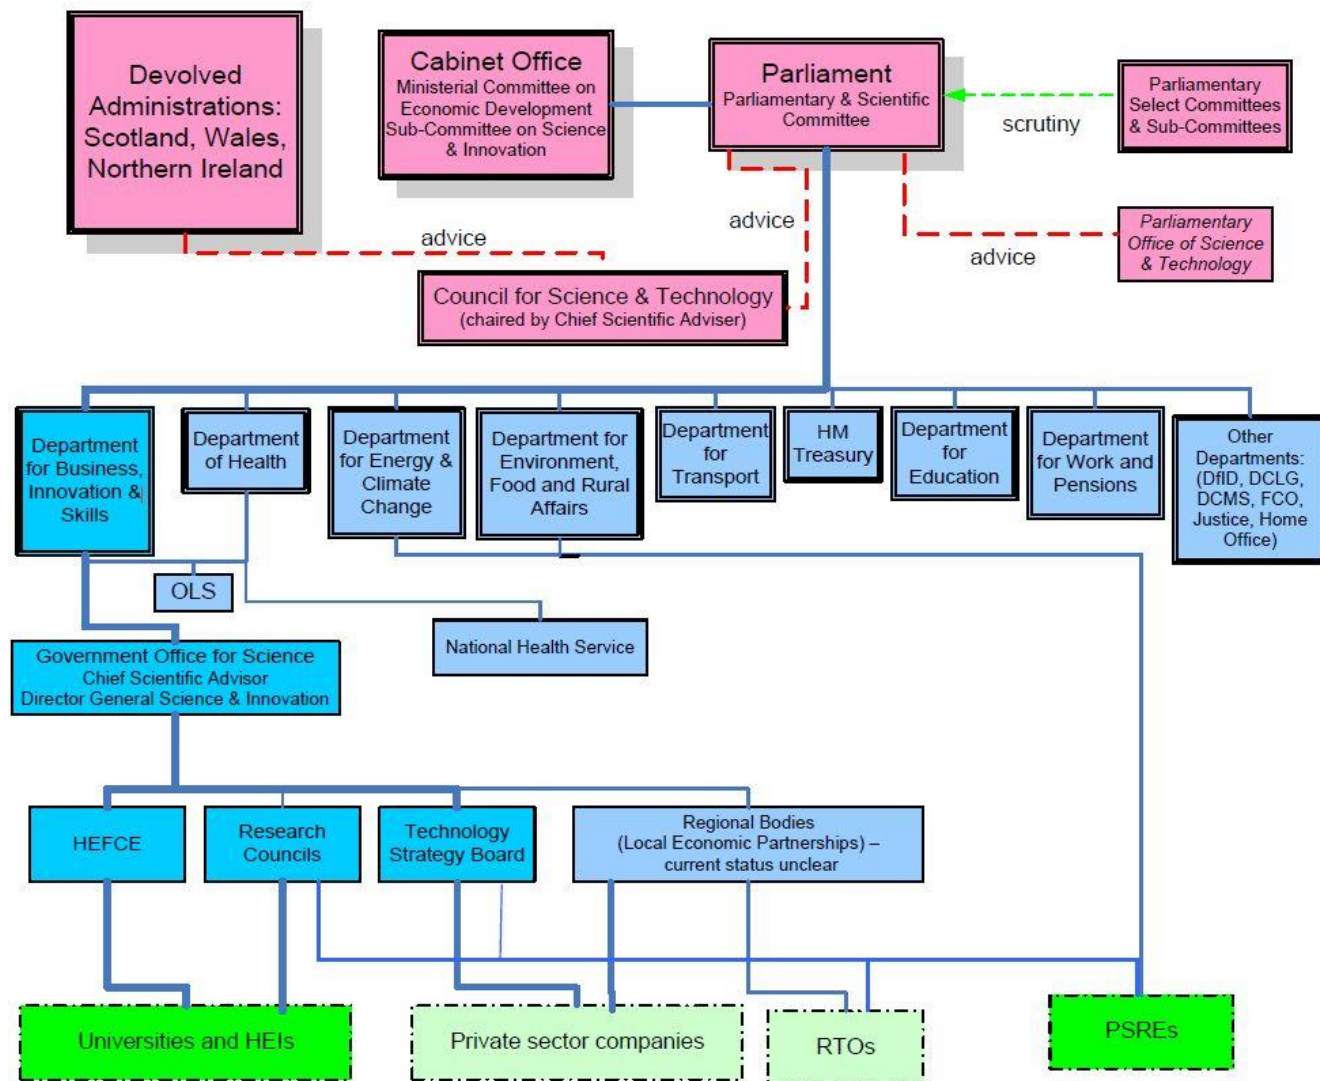 Devolved
Administrations:
Scotland, Wales,
Northern Ireland
Cabinet Office
Ministerial Committee on
Economic Development
Sub-Committee on Science
& Innovation
Parliament
Parliamentary & Scientific
Committee
scrutiny
Parliamentary
Select Committees
& Sub-Committees
advice
advice
advice
Parliamentary
Office of Science
& Technology
Council for Science & Technology
(chaired by Chief Scientific Adviser)
Department
for Business,
Innovation &
Skills
Department
of Health
Department
for Energy &
Climate
Change
Department for
Environment,
Food and Rural
Affairs
Department
for
Transport
HM
Treasury
Department
for
Education
Department
for Work and
Pensions
Other
Departments:
(DfID, DCLG,
DCMS, FCO,
Justice, Home
Office)
OLS
National Health Service
Government Office for Science
Chief Scientific Advisor
Director General Science & Innovation
HEFCE
Research
Councils
Technology
Strategy Board
Regional Bodies
(Local Economic Partnerships) –
current status unclear
Universities and HEIs
Private sector companies
RTOs
PSREs